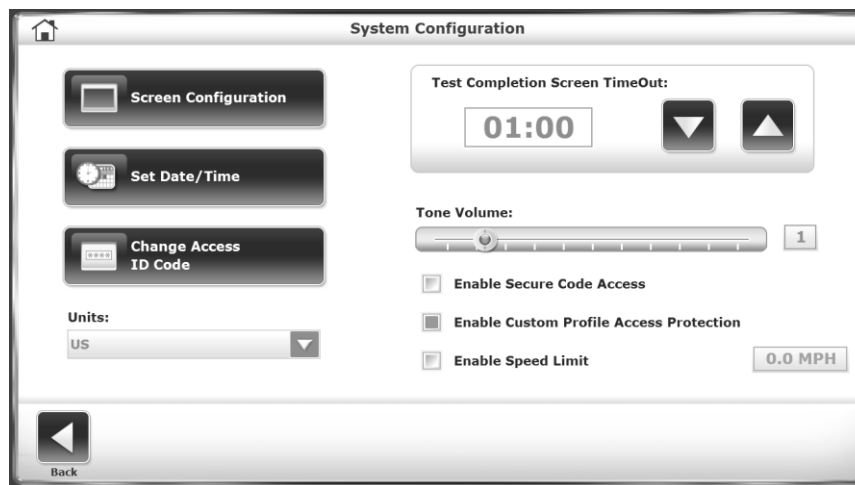 System Configuration
Screen Configuration
Set Date/Time
Change Access
ID Code
Units:
US
Test Completion Screen TimeOut:
01:00
Tone Volume:
1
Enable Secure Code Access
Enable Custom Profile Access Protection
Enable Speed Limit
0.0 MPH
Back